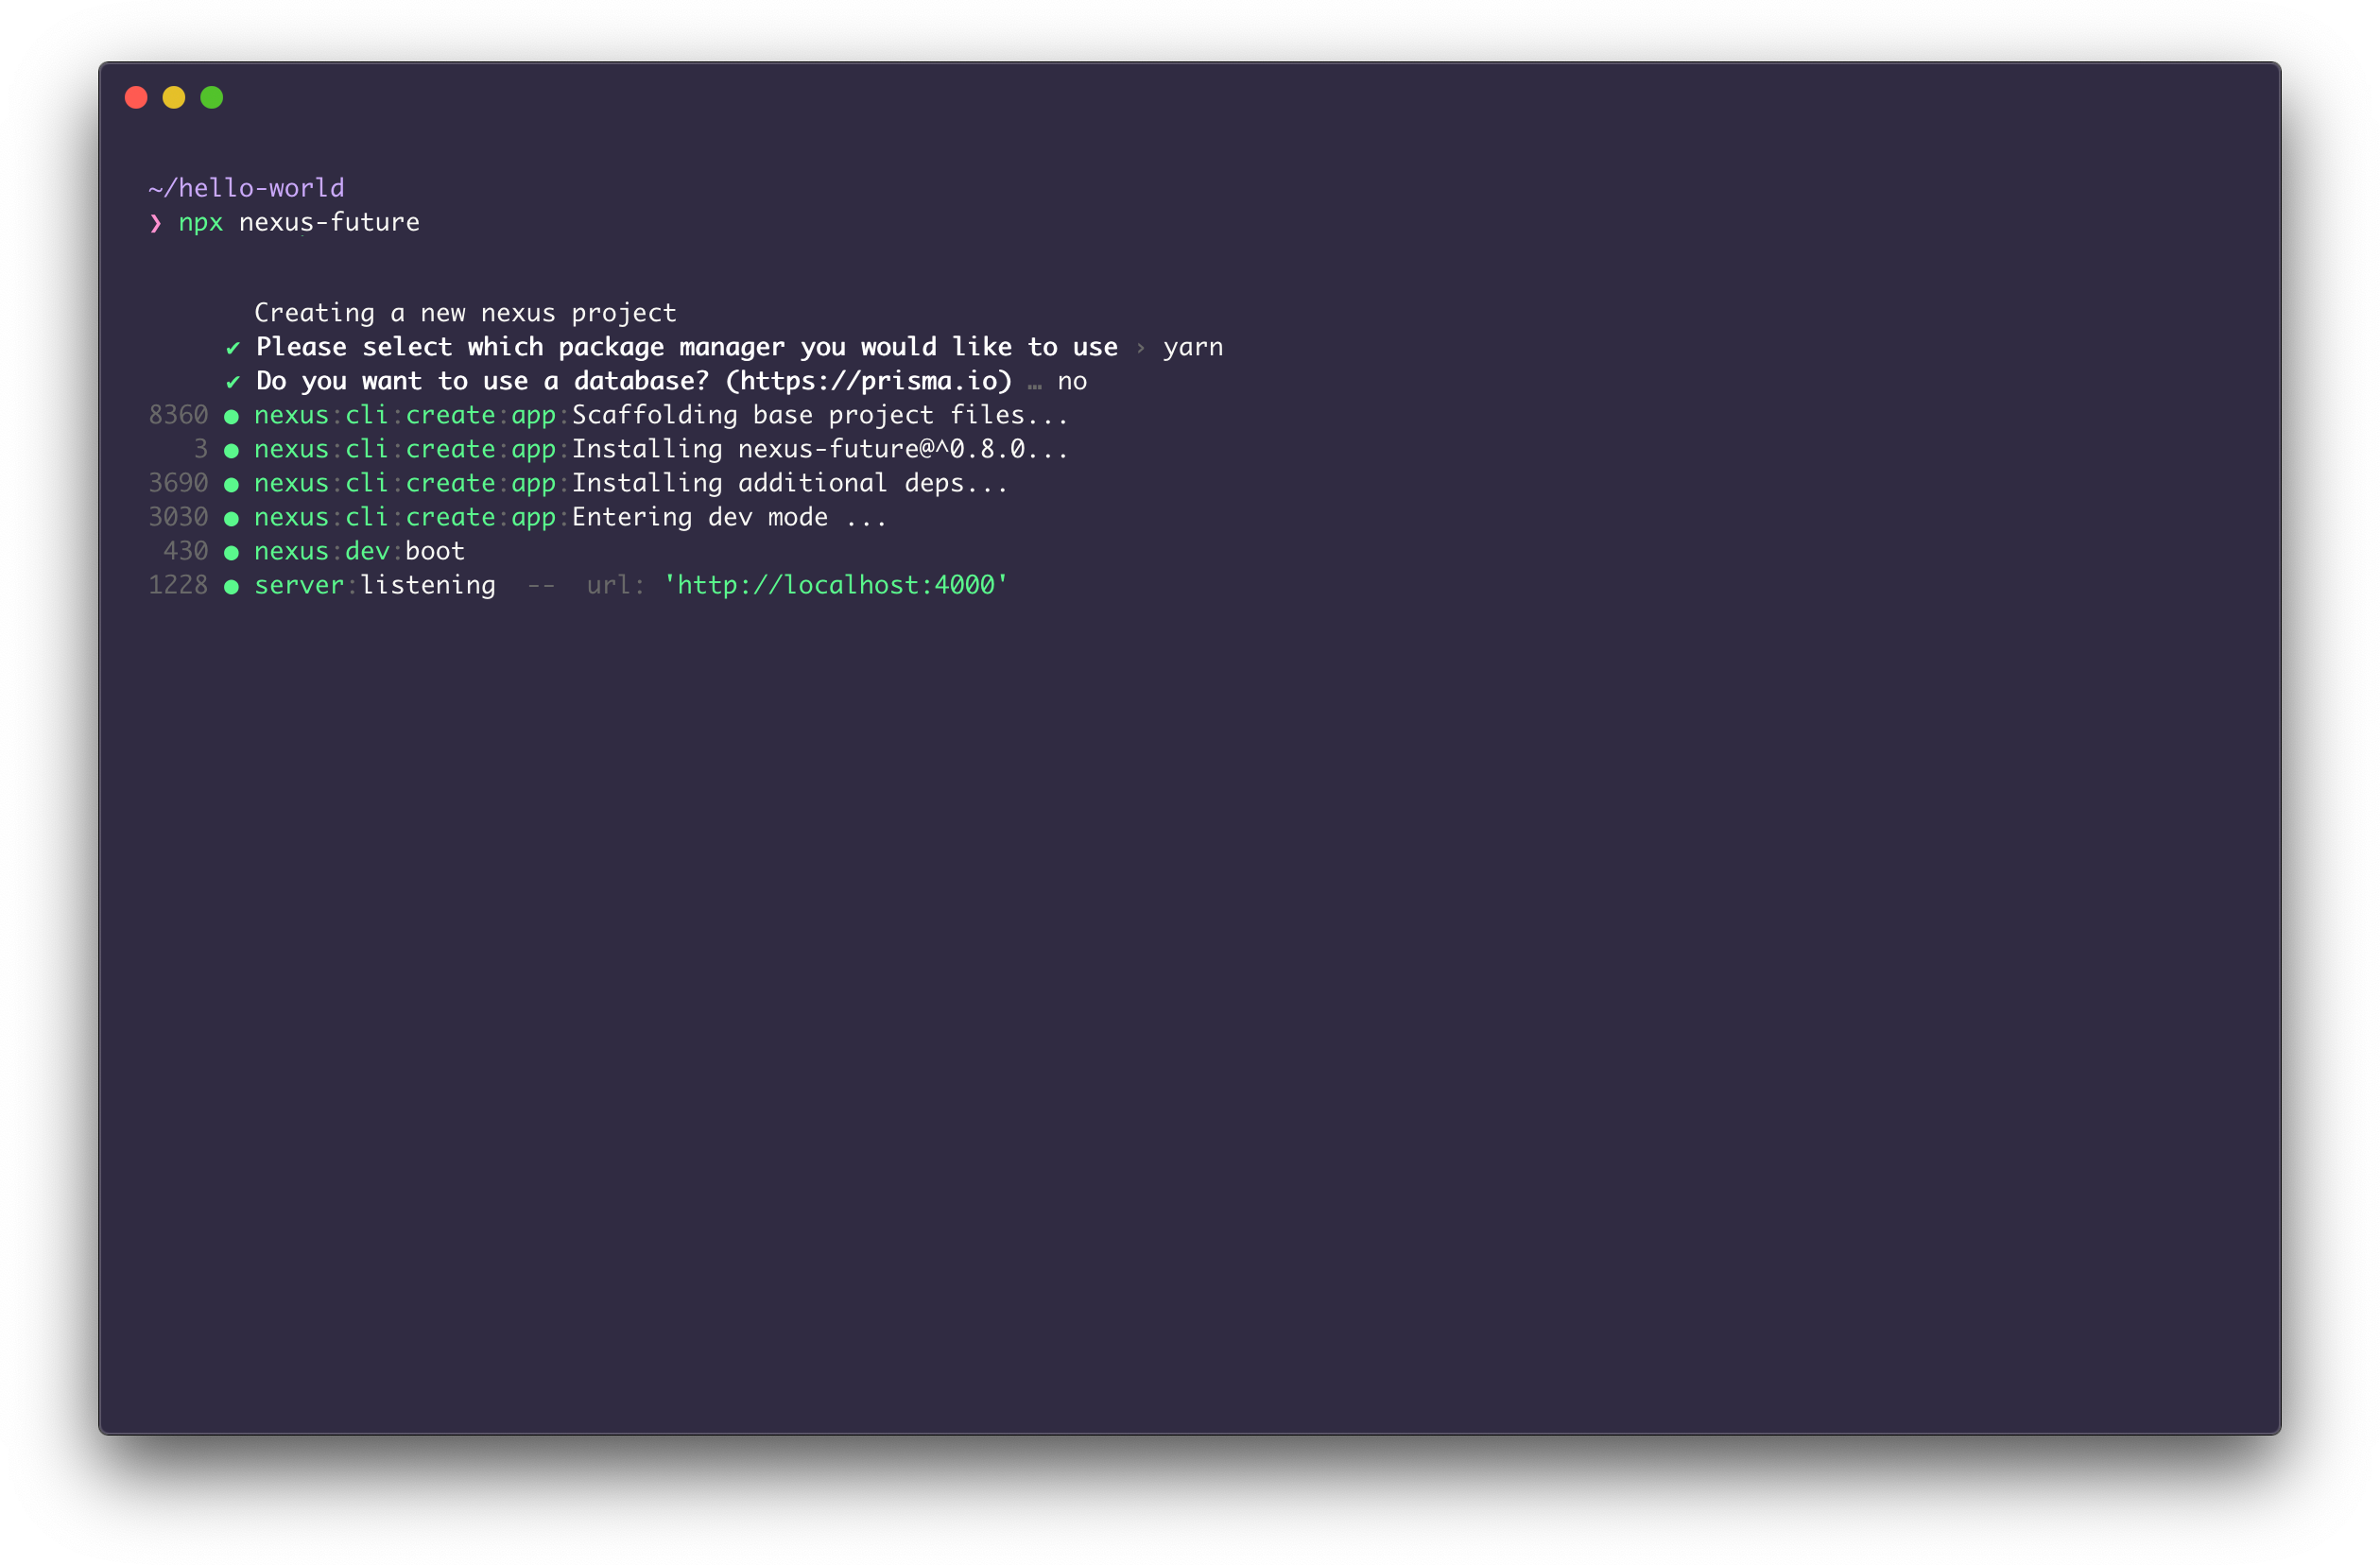 ~/hello-world
❯ npx nexus-future
Creating a new nexus project
✔ Please select which package manager you would like to use › yarn
✔ Do you want to use a database? (https://prisma.io) … no
8360 ● nexus:cli:create:app:Scaffolding base project files...
3 ● nexus:cli:create:app:Installing nexus-future@^0.8.0...
3690 ● nexus:cli:create:app:Installing additional deps...
3030 ● nexus:cli:create:app:Entering dev mode ...
430 ● nexus:dev:boot
1228 ● server:listening  --  url: 'http://localhost:4000'